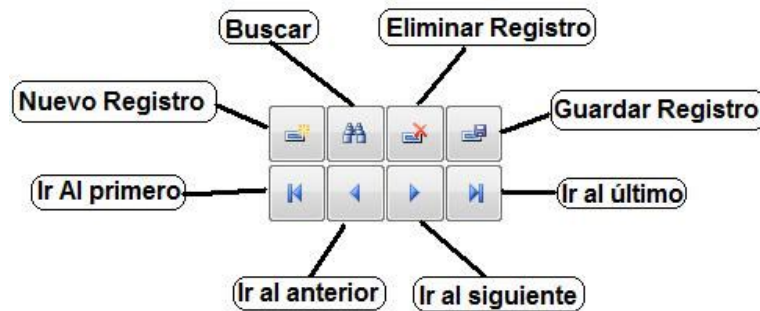 Buscar
Eliminar Registro
Nuevo Registro
Guardar Registro
Ir Al primero
Ir al último
Ir al anterior
Ir al siguiente